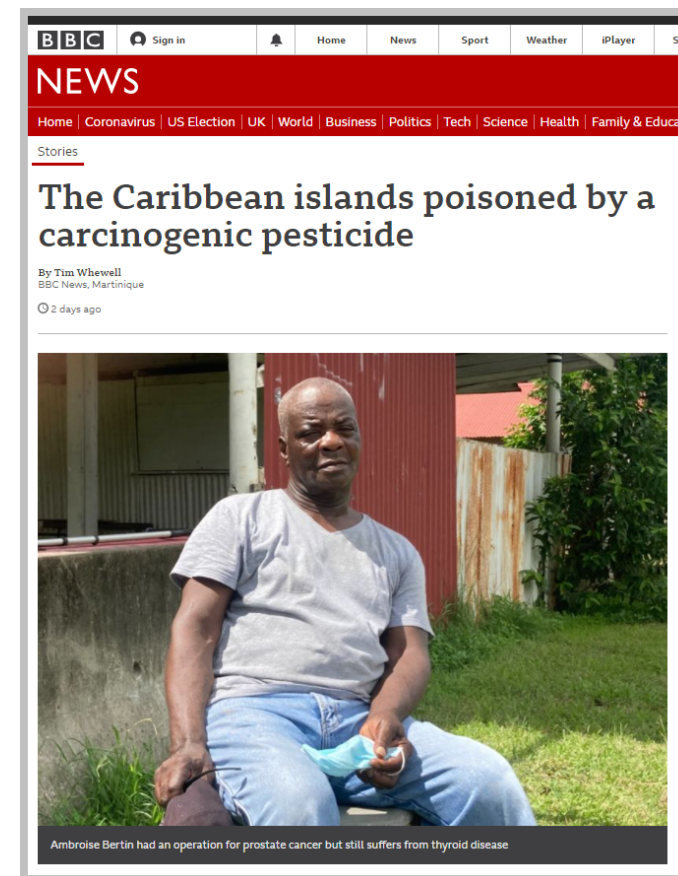 BBC Sign in Home News Sport Weather iPlayer S
NEWS
Home | Coronavirus | US Election | UK | World | Business | Politics | Tech | Science | Health | Family & Educa
Stories
The Caribbean islands poisoned by a
carcinogenic pesticide
By Tim Whewell
BBC News, Martinique
2 days ago
Ambroise Bertin had an operation for prostate cancer but still suffers from thyroid disease